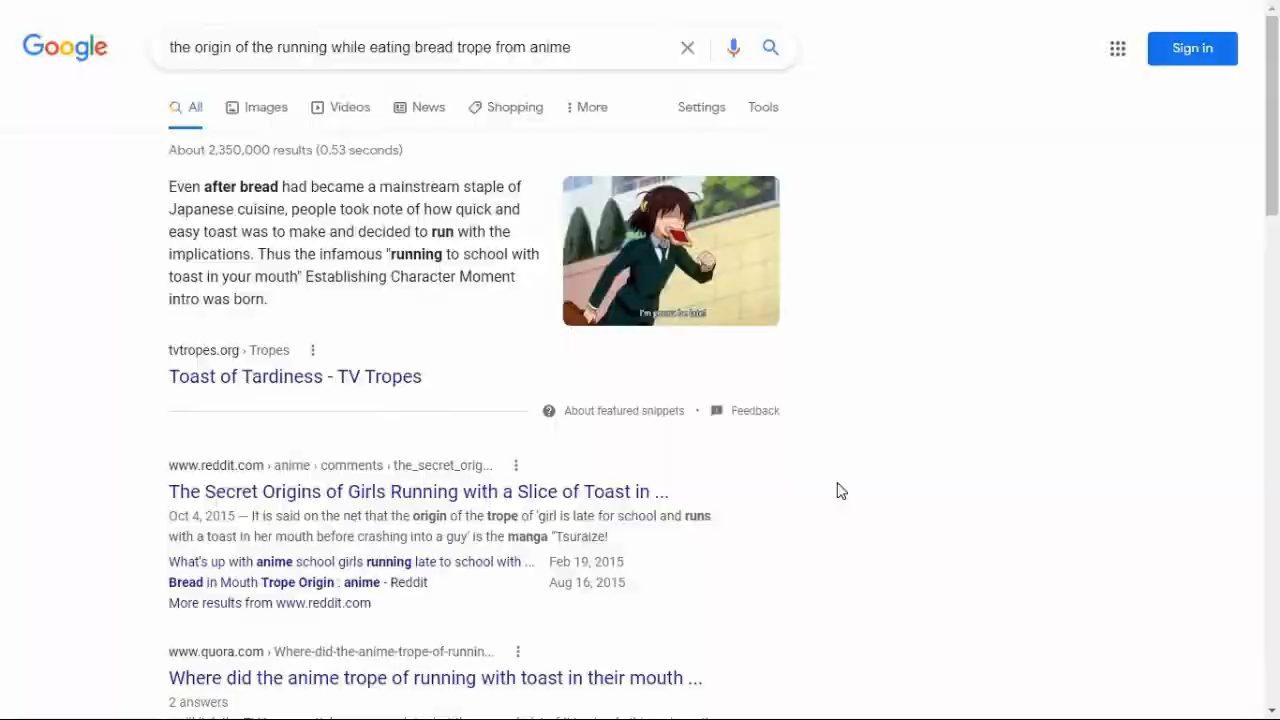 Google
the origin of the running while eating bread trope from anime
Sign in
All
Images
Videos
News
Shopping
More
Settings
Tools
About 2,350,000 results (0.53 seconds)
Even after bread had became a mainstream staple of
Japanese cuisine, people took note of how quick and
easy toast was to make and decided to run with the
implications. Thus the infamous "running to school with
toast in your mouth" Establishing Character Moment
intro was born.
I'm gonna be late!
tvtropes.org › Tropes
Toast of Tardiness - TV Tropes
About featured snippets • Feedback
www.reddit.com › anime › comments › the_secret_orig...
The Secret Origins of Girls Running with a Slice of Toast in ...
Oct 4, 2015 — It is said on the net that the origin of the trope of 'girl is late for school and runs
with a toast in her mouth before crashing into a guy' is the manga "Tsuraize!
What's up with anime school girls running late to school with ... Feb 19, 2015
Bread in Mouth Trope Origin : anime - Reddit Aug 16, 2015
More results from www.reddit.com
www.quora.com › Where-did-the-anime-trope-of-runnin...
Where did the anime trope of running with toast in their mouth ...
2 answers